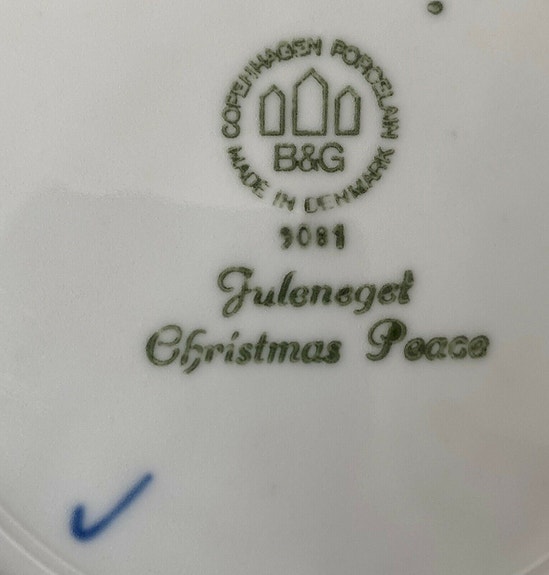 COPENHAGEN PORCELAIN
B&G
MADE IN DENMARK
9081
Juleneget
Christmas Peace